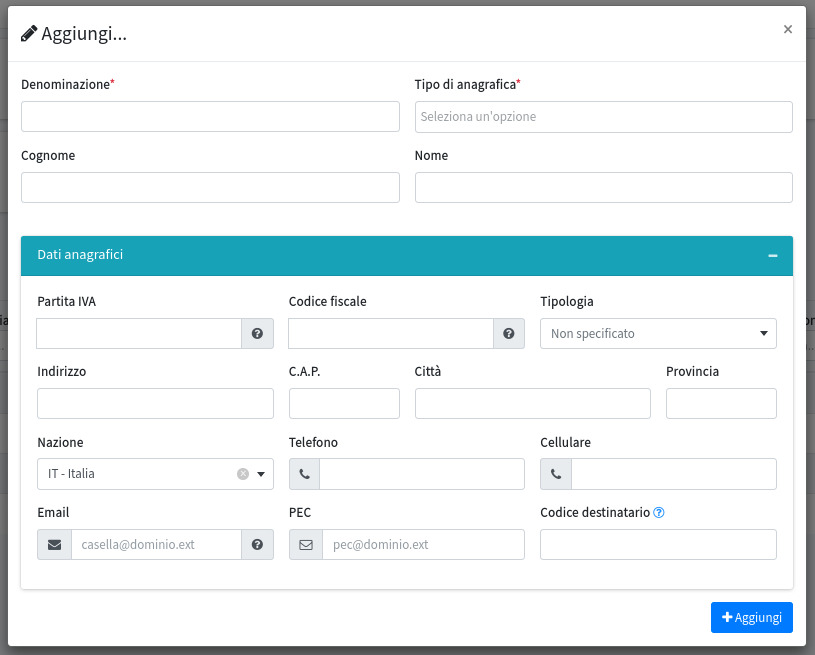 Aggiungi...
×
Denominazione* Tipo di anagrafica*
Seleziona un'opzione
Cognome Nome
Dati anagrafici
Partita IVA Codice fiscale Tipologia
Non specificato
Indirizzo C.A.P. Città Provincia
Nazione Telefono Cellulare
IT - Italia
Email PEC Codice destinatario
casella@dominio.ext pec@dominio.ext
Aggiungi